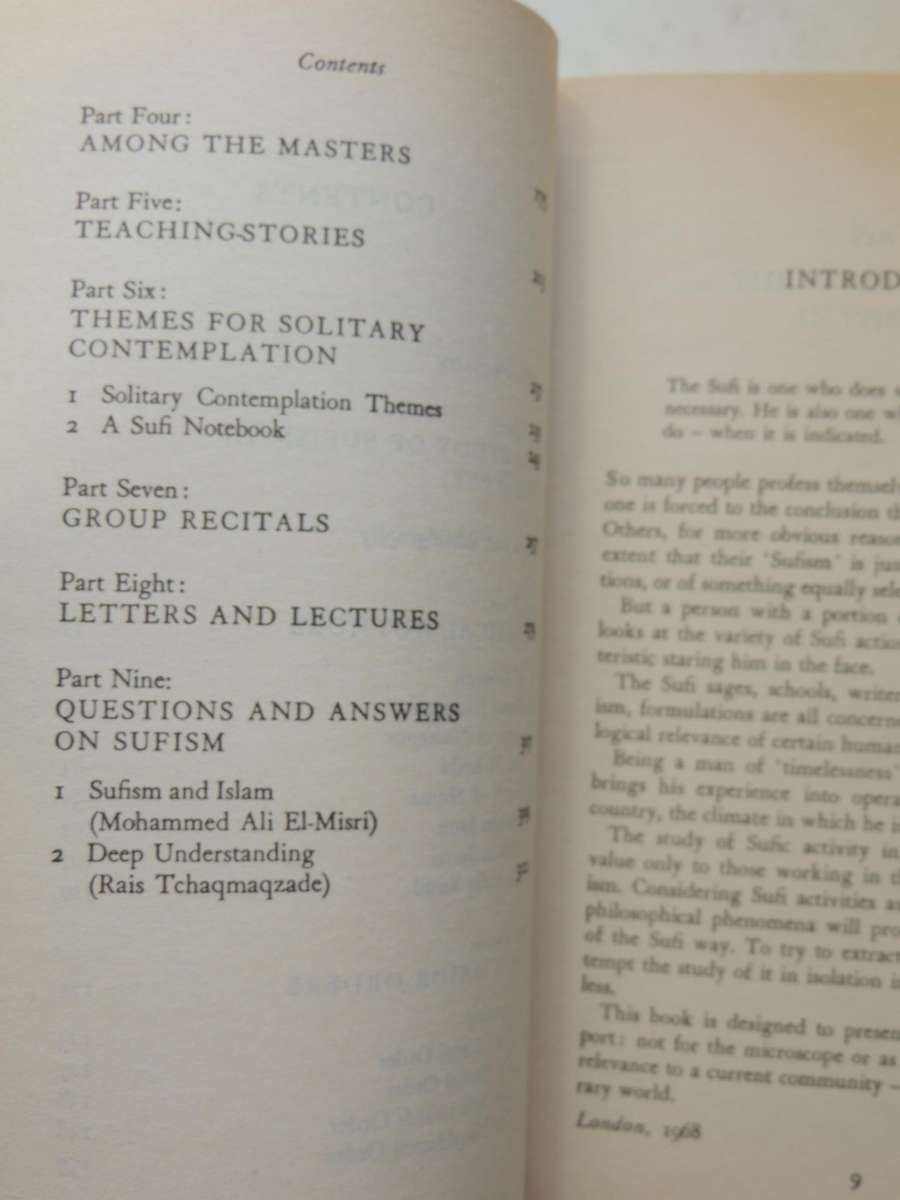 Contents
Part Four:
AMONG THE MASTERS
Part Five:
TEACHING-STORIES
Part Six:
THEMES FOR SOLITARY
CONTEMPLATION
1 Solitary Contemplation Themes
2 A Sufi Notebook
Part Seven:
GROUP RECITALS
Part Eight:
LETTERS AND LECTURES
Part Nine:
QUESTIONS AND ANSWERS
ON SUFISM
1 Sufism and Islam
(Mohammed Ali El-Misri)
2 Deep Understanding
(Rais Tchaqmaqzade)
INTROD
The Sufi is one who does
necessary. He is also one
do – when it is indicated.
So many people profess themsel
one is forced to the conclusion
Others, for more obvious reason
extent that their 'Sufism' is jus
tions, or of something equally sele
But a person with a portion
looks at the variety of Sufi action
teristic staring him in the face.
The Sufi sages, schools, writer
ism, formulations are all concerne
logical relevance of certain human
Being a man of 'timelessness'
brings his experience into opera
country, the climate in which he i
The study of Sufic activity in
value only to those working in
ism. Considering Sufi activities a
philosophical phenomena will pro
of the Sufi way. To try to extract
tempt the study of it in isolation i
less.
This book is designed to presen
port: not for the microscope or as
relevance to a current community –
rary world.
London, 1968
9